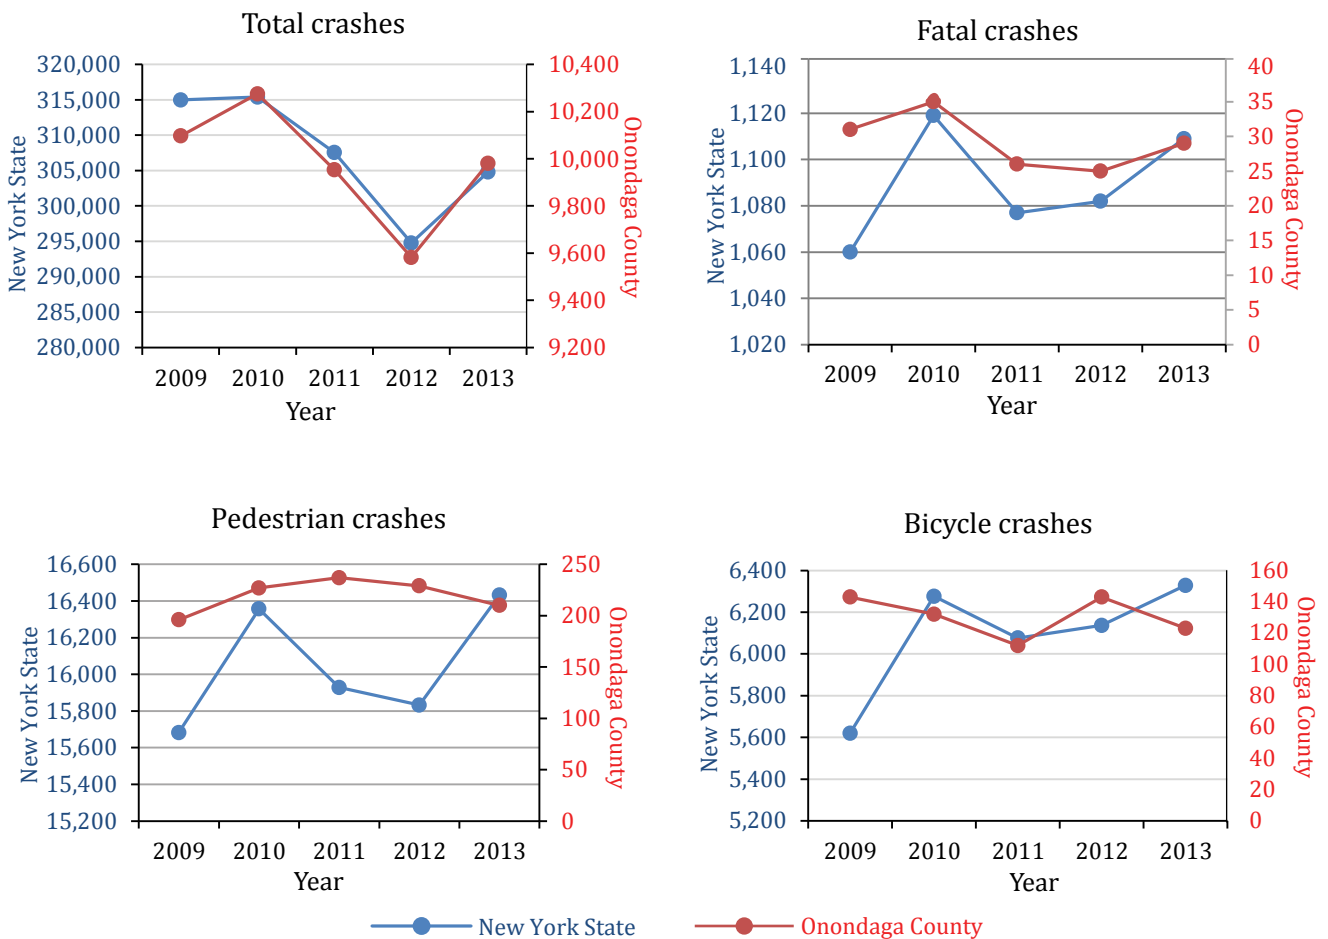 Total crashes
New York State
320,000
315,000
310,000
305,000
300,000
295,000
290,000
285,000
280,000
10,400
10,200
10,000
9,800
9,600
9,400
9,200
Onondaga County
2009 2010 2011 2012 2013
Year
Fatal crashes
New York State
1,140
1,120
1,100
1,080
1,060
1,040
1,020
40
35
30
25
20
15
10
5
0
Onondaga County
2009 2010 2011 2012 2013
Year
Pedestrian crashes
New York State
16,600
16,400
16,200
16,000
15,800
15,600
15,400
15,200
250
200
150
100
50
0
Onondaga County
2009 2010 2011 2012 2013
Year
Bicycle crashes
New York State
6,400
6,200
6,000
5,800
5,600
5,400
5,200
160
140
120
100
80
60
40
20
0
Onondaga County
2009 2010 2011 2012 2013
Year
New York State
Onondaga County